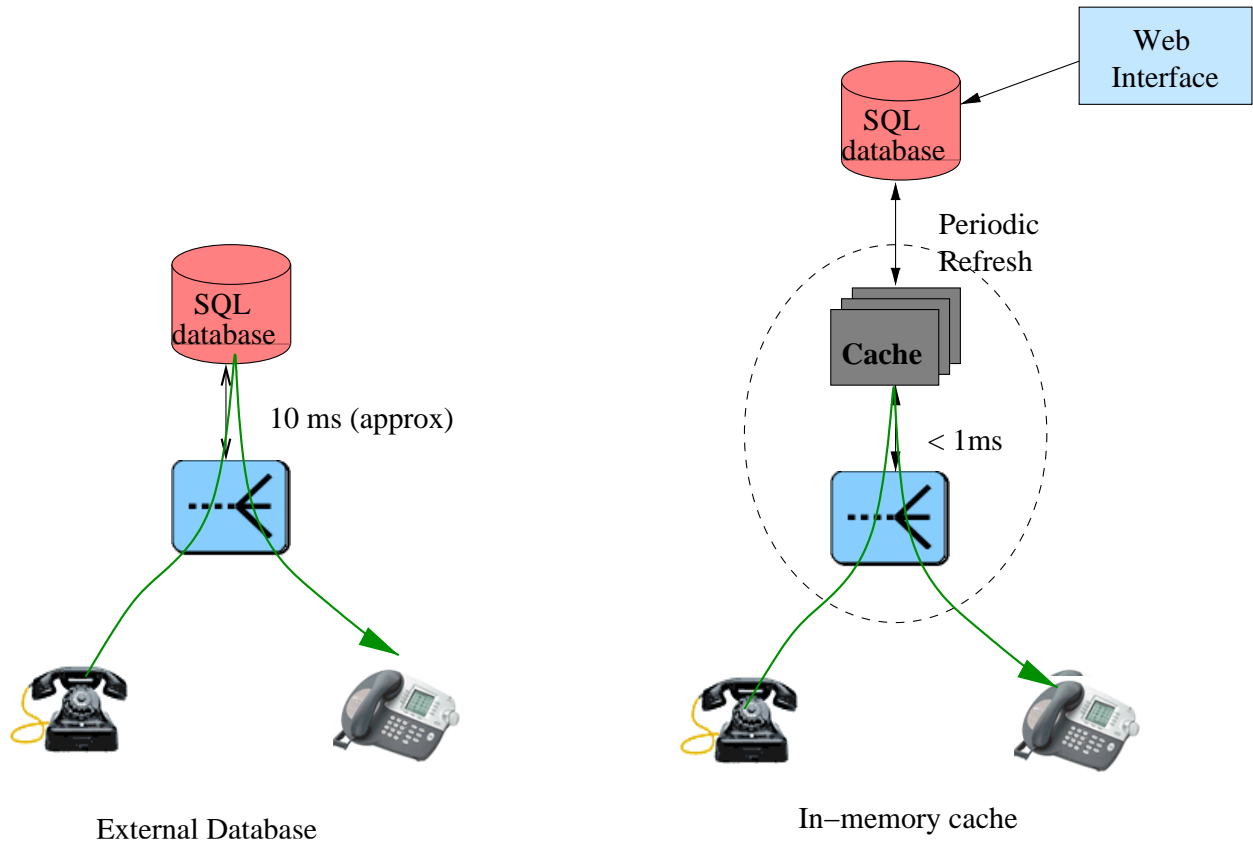 Web
Interface
SQL
database
Periodic
Refresh
SQL
database
Cache
10 ms (approx)
< 1ms
External Database
In−memory cache